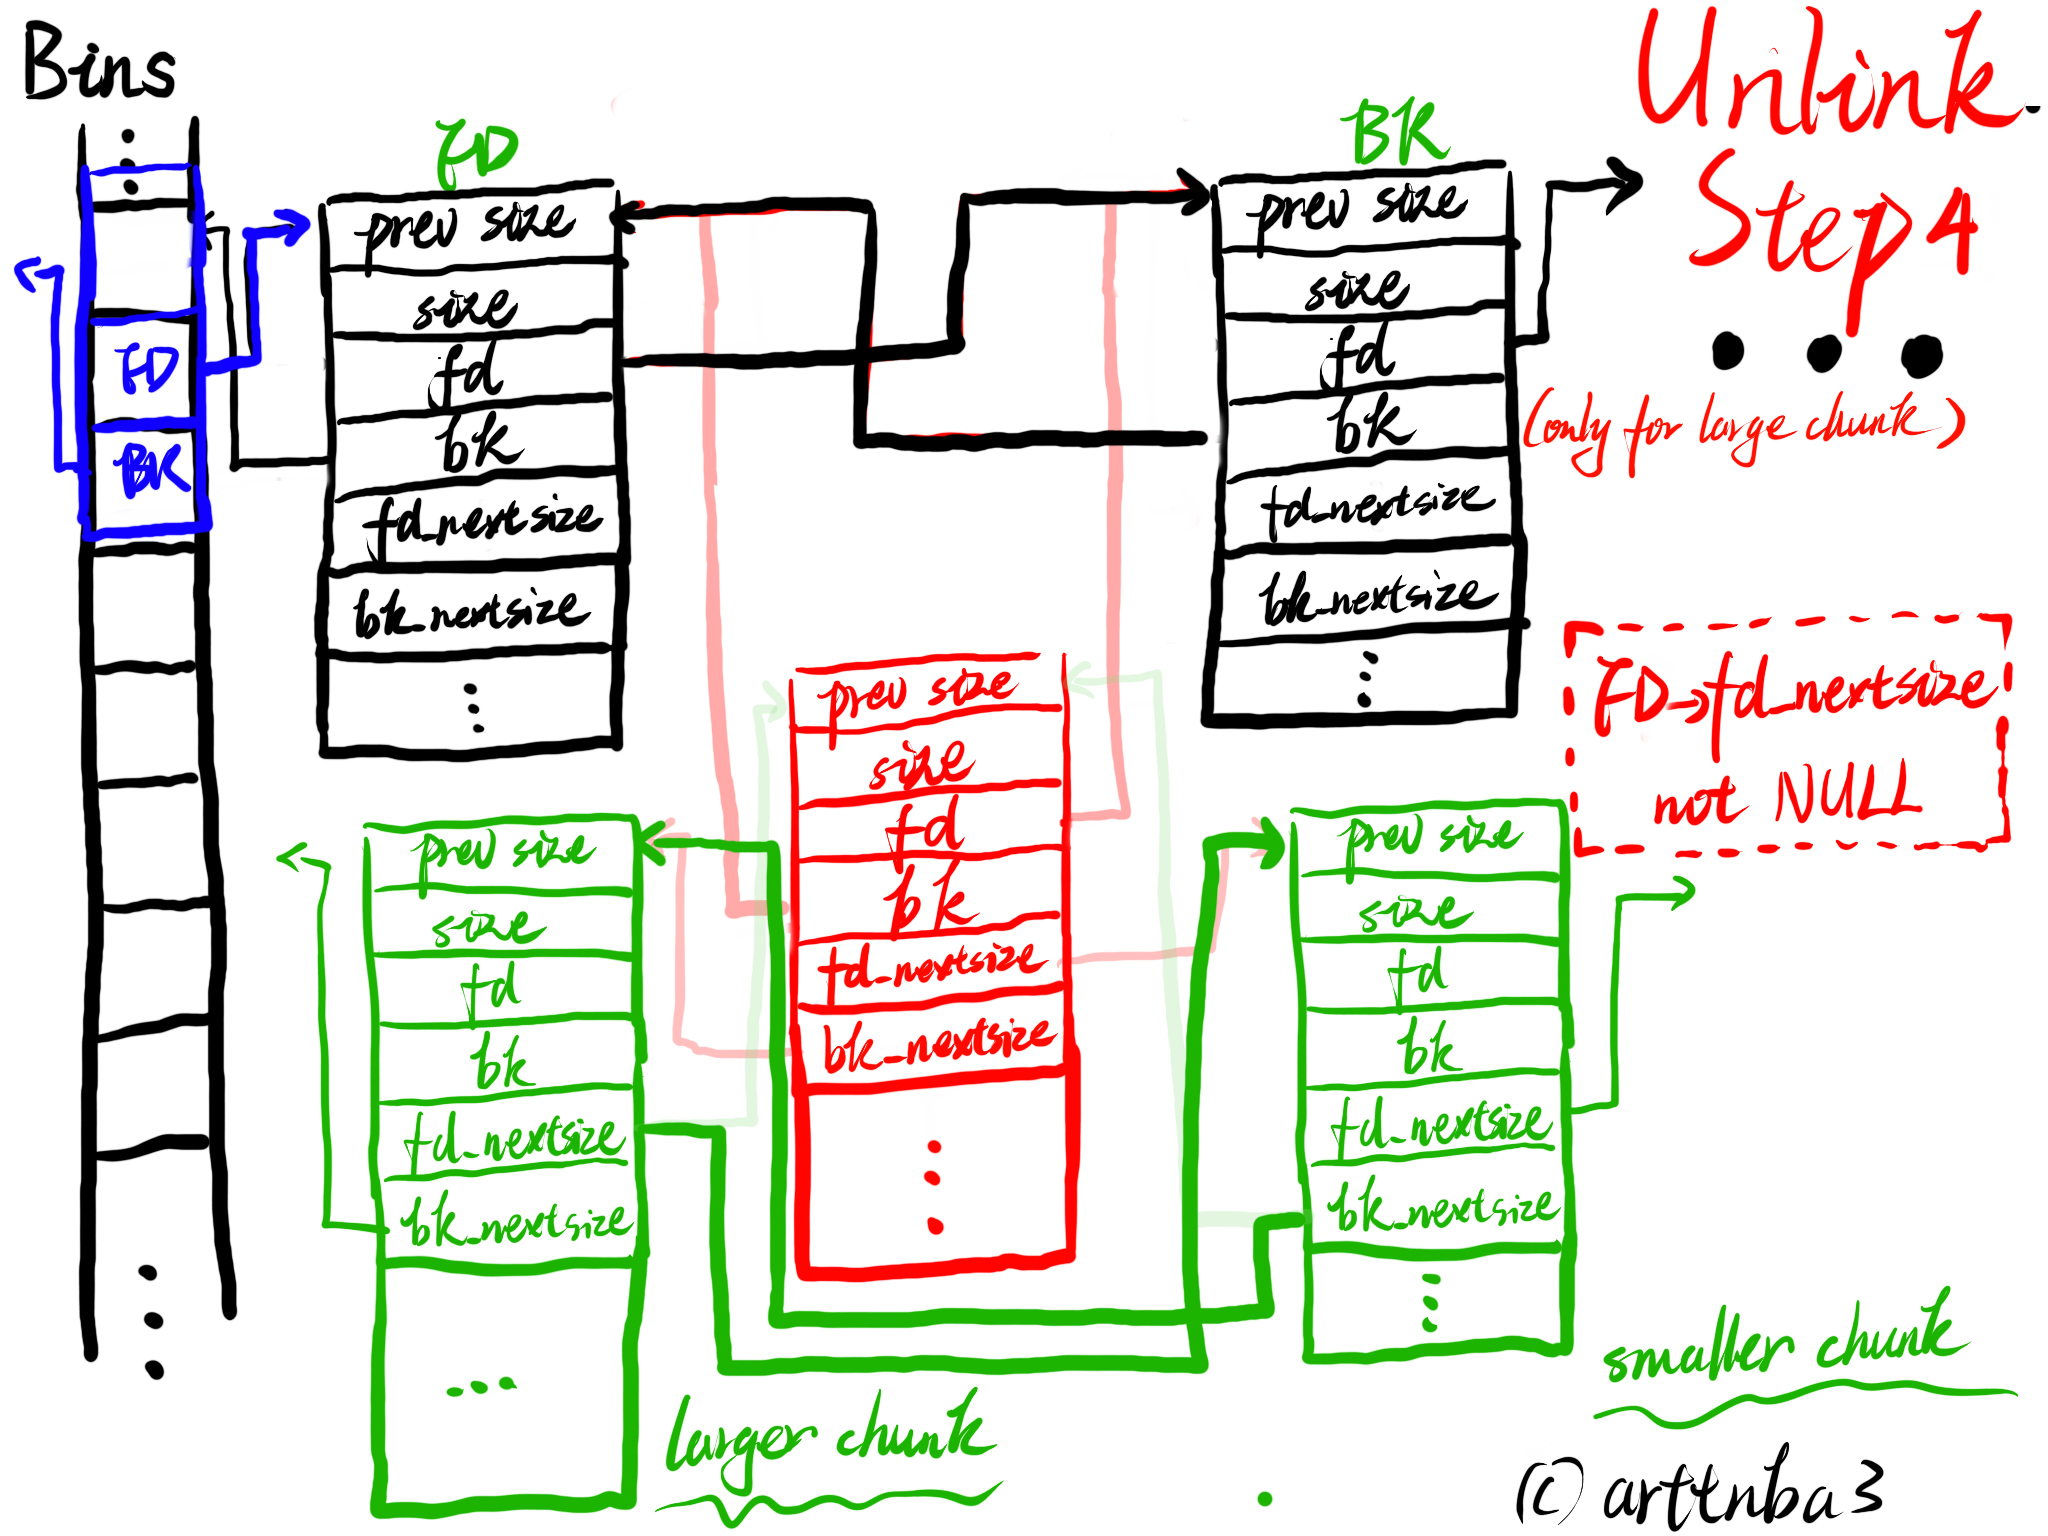 Bins
Unlink.
Step4
(only for large chunk)
FD
BK
FD
BK
prev size
size
fd
bk
fd_nextsize
bk_nextsize
prev size
size
fd
bk
fd_nextsize
bk_nextsize
prev size
size
fd
bk
fd_nextsize
bk_nextsize
FD→fd_nextsize
not NULL
prev size
size
fd
bk
fd_nextsize
bk_nextsize
prev size
size
fd
bk
fd_nextsize
bk_nextsize
larger chunk
smaller chunk
(c) arttnba3